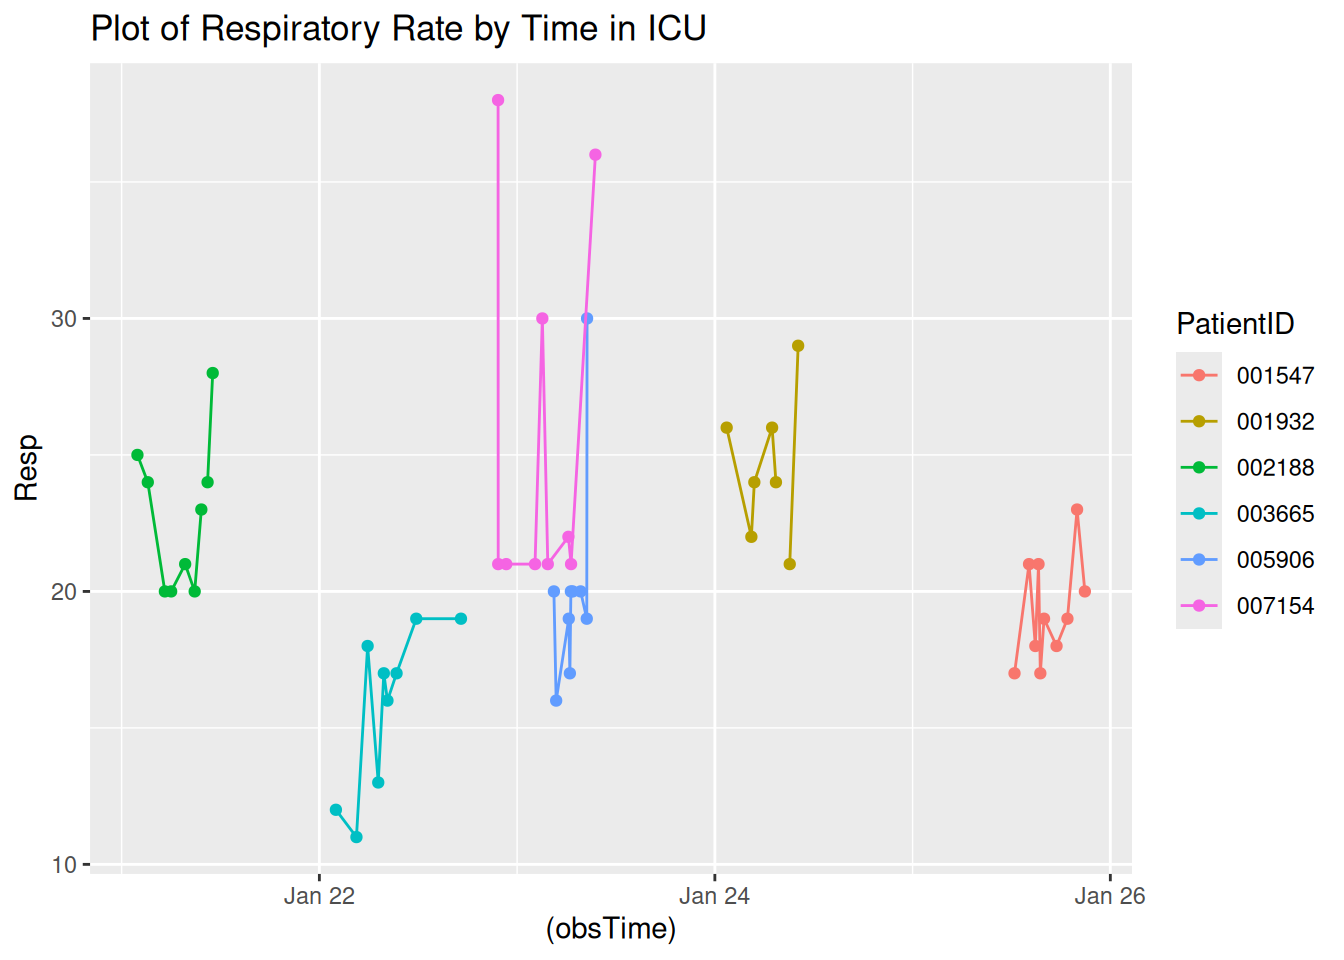 Plot of Respiratory Rate by Time in ICU
Resp
30
20
10
Jan 22
Jan 24
Jan 26
(obsTime)
PatientID
001547
001932
002188
003665
005906
007154